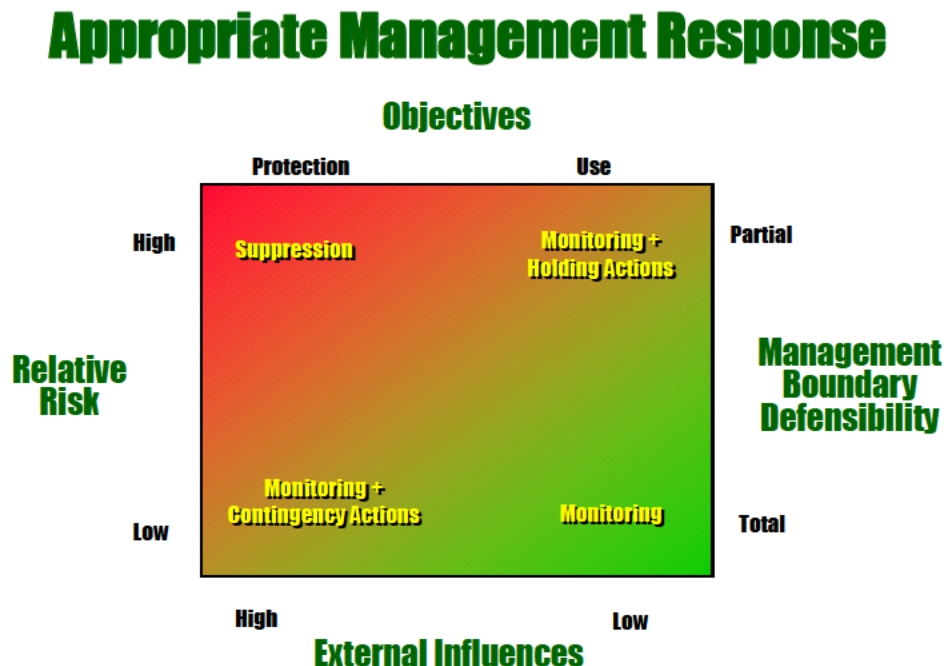 Appropriate Management Response
Objectives
Protection
Use
High
Suppression
Monitoring +
Holding Actions
Partial
Relative
Risk
Management
Boundary
Defensibility
Monitoring +
Contingency Actions
Monitoring
Low
Total
High
Low
External Influences